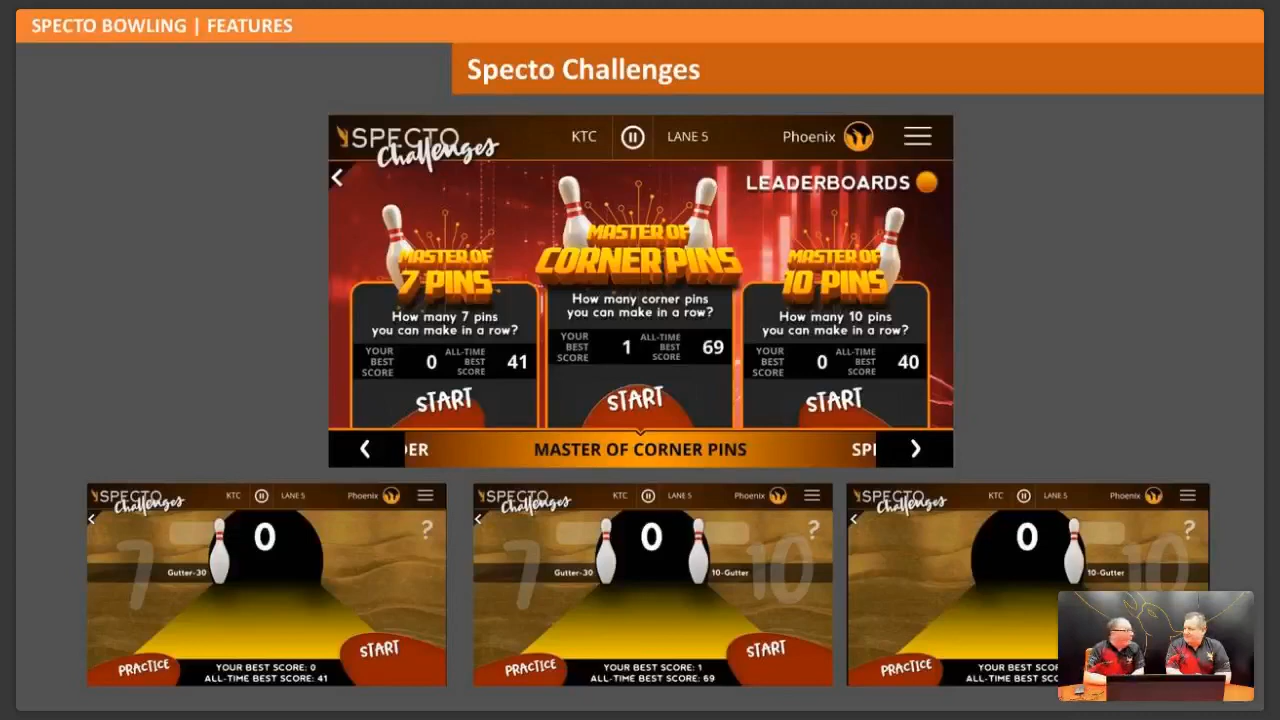 SPECTO BOWLING | FEATURES
Specto Challenges
SPECTO Challenges
KTC
LANE 5
Phoenix
LEADERBOARDS
MASTER OF 7 PINS
How many 7 pins
you can make in a row?
YOUR BEST SCORE 0 ALL-TIME BEST SCORE 41
START
MASTER OF CORNER PINS
How many corner pins
you can make in a row?
YOUR BEST SCORE 1 ALL-TIME BEST SCORE 69
START
MASTER OF 10 PINS
How many 10 pins
you can make in a row?
YOUR BEST SCORE 0 ALL-TIME BEST SCORE 40
START
DER
MASTER OF CORNER PINS
SPI
SPECTO Challenges
KTC
LANE 5
Phoenix
0
?
7
Gutter-30
PRACTICE
START
YOUR BEST SCORE: 0
ALL-TIME BEST SCORE: 41
SPECTO Challenges
KTC
LANE 5
Phoenix
0
?
7
10
Gutter-30
10-Gutter
PRACTICE
START
YOUR BEST SCORE: 1
ALL-TIME BEST SCORE: 69
SPECTO Challenges
KTC
LANE 5
Phoenix
0
?
10
10-Gutter
PRACTICE
YOUR BEST SCO
ALL-TIME BEST S